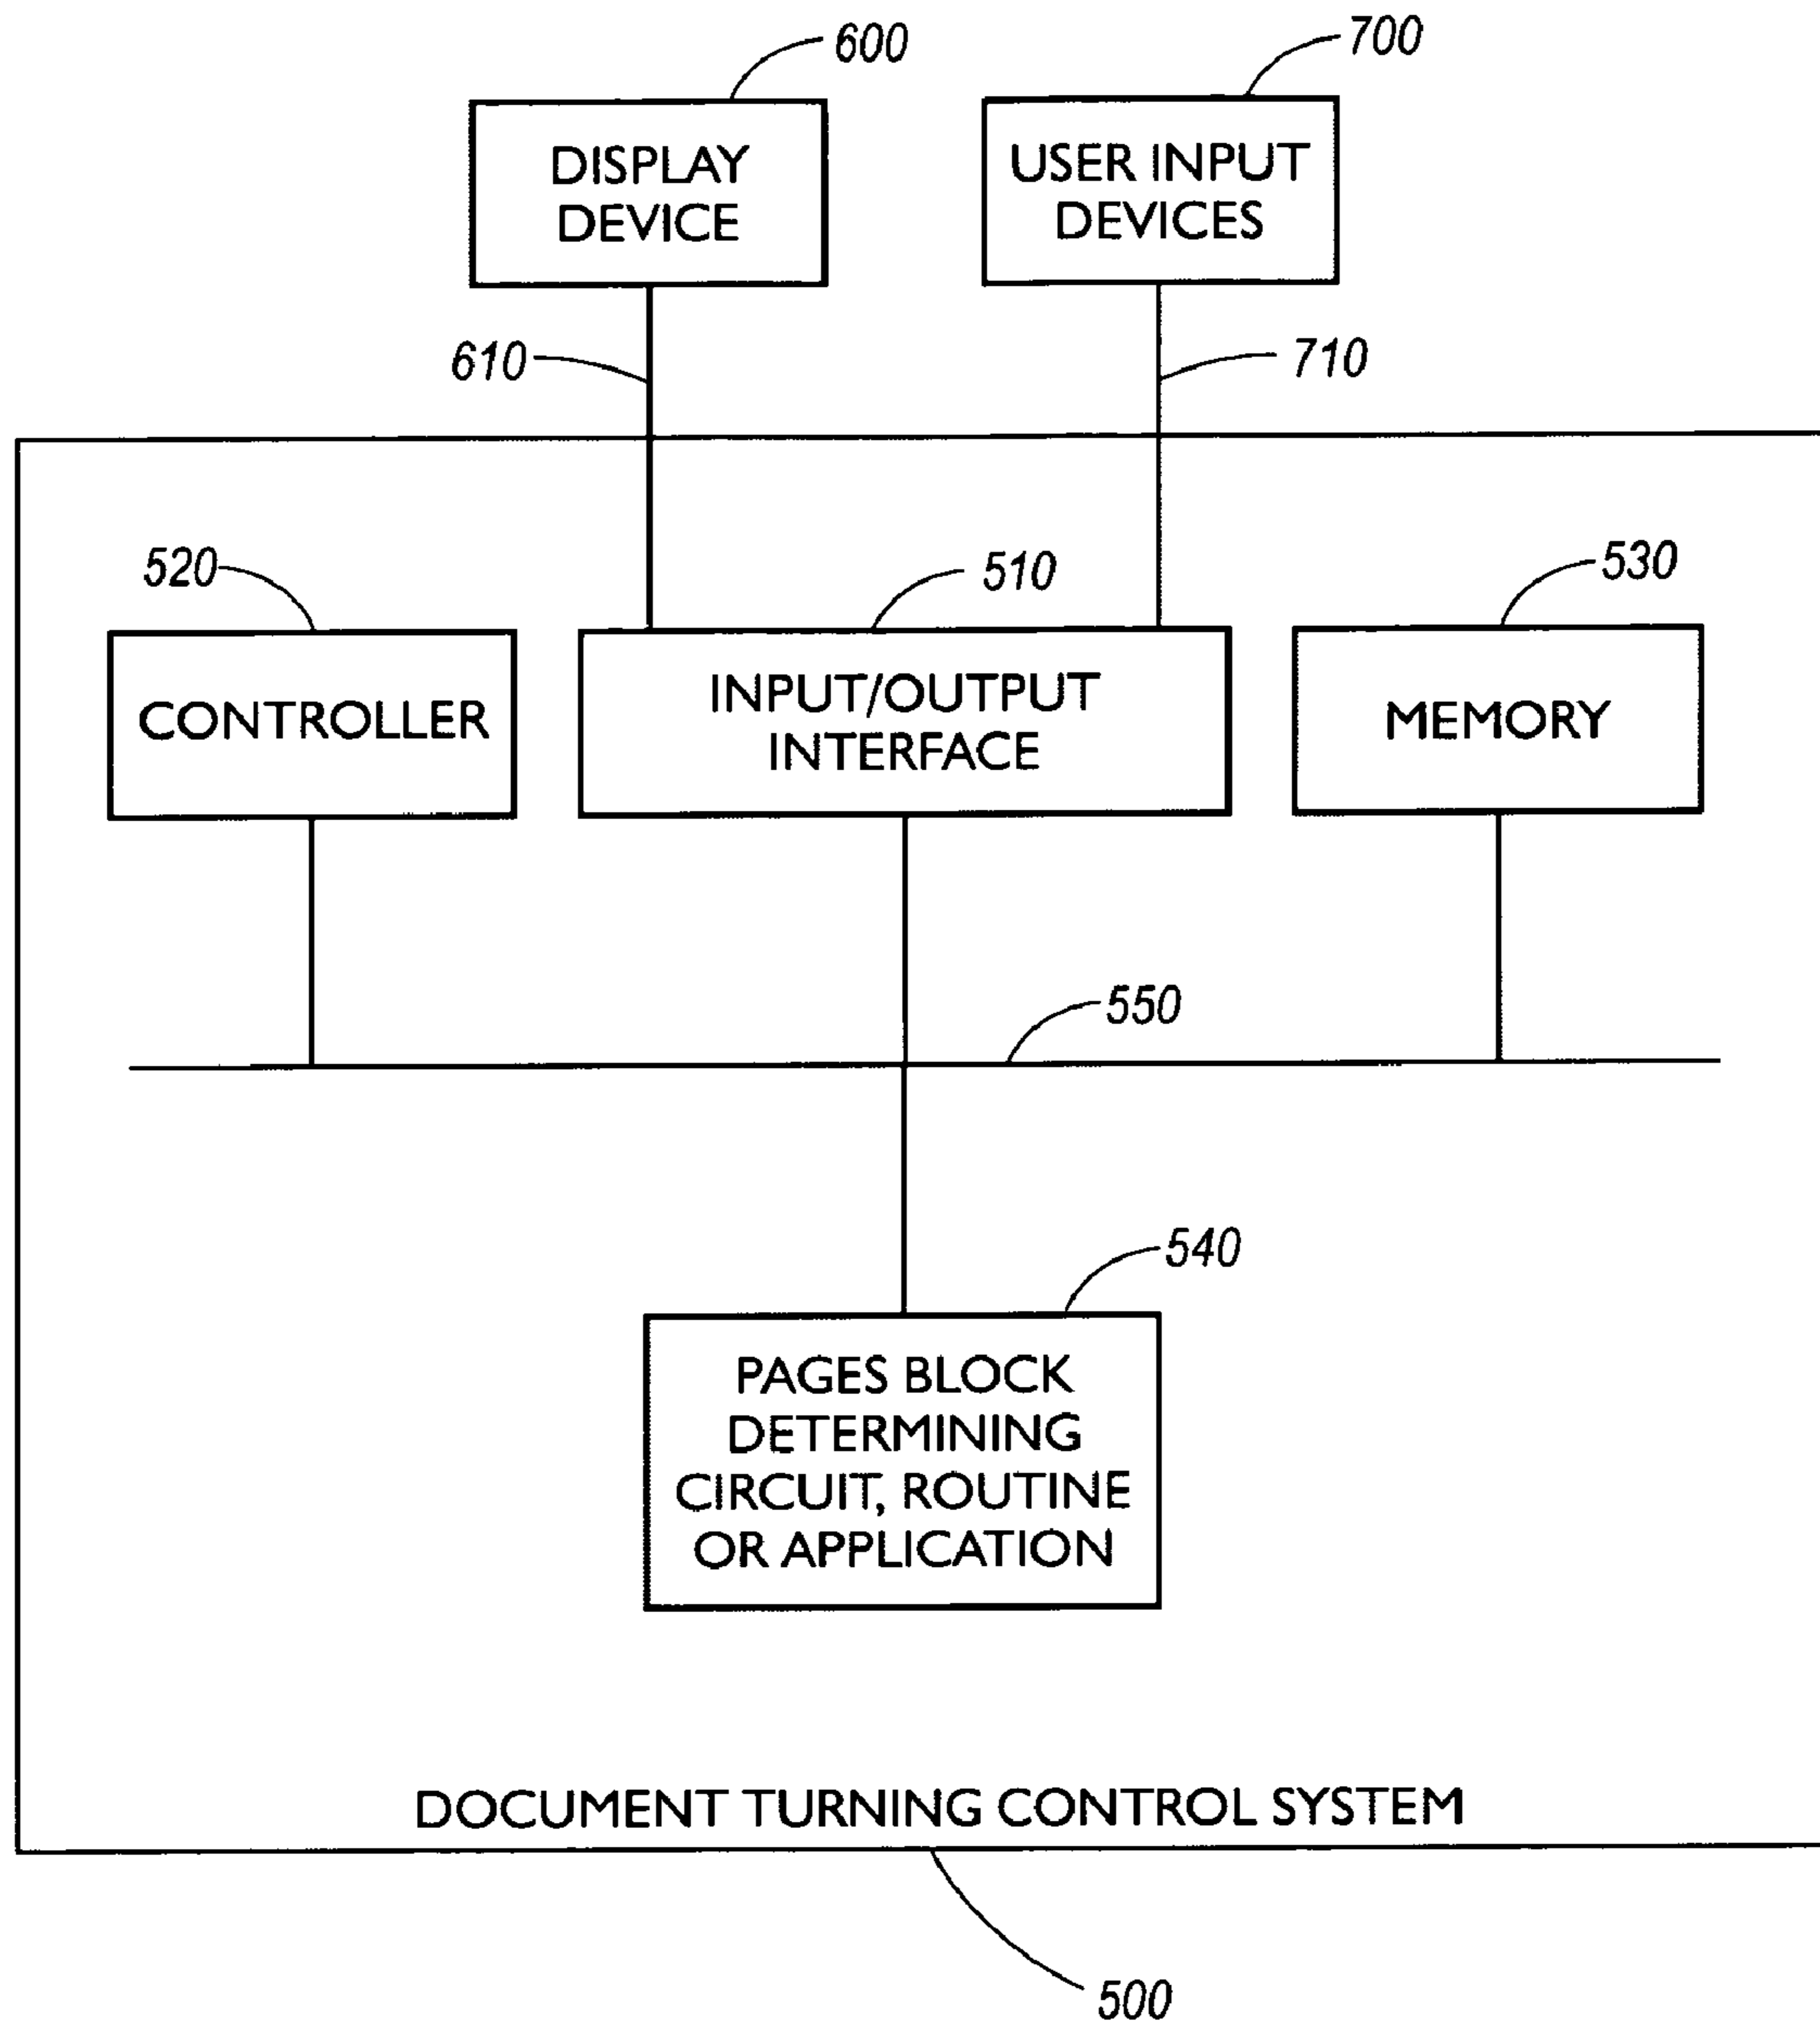 600
700
DISPLAY
DEVICE
USER INPUT
DEVICES
610
710
520
510
530
CONTROLLER
INPUT/OUTPUT
INTERFACE
MEMORY
550
540
PAGES BLOCK
DETERMINING
CIRCUIT, ROUTINE
OR APPLICATION
DOCUMENT TURNING CONTROL SYSTEM
500